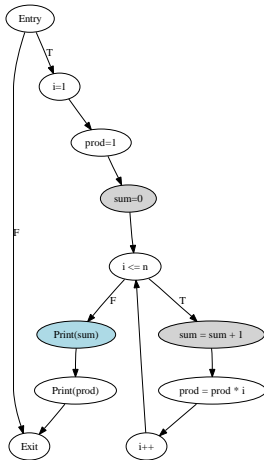 Entry
T
i=1
prod=1
sum=0
F
i <= n
F
T
Print(sum)
sum = sum + 1
Print(prod)
prod = prod * i
Exit
i++